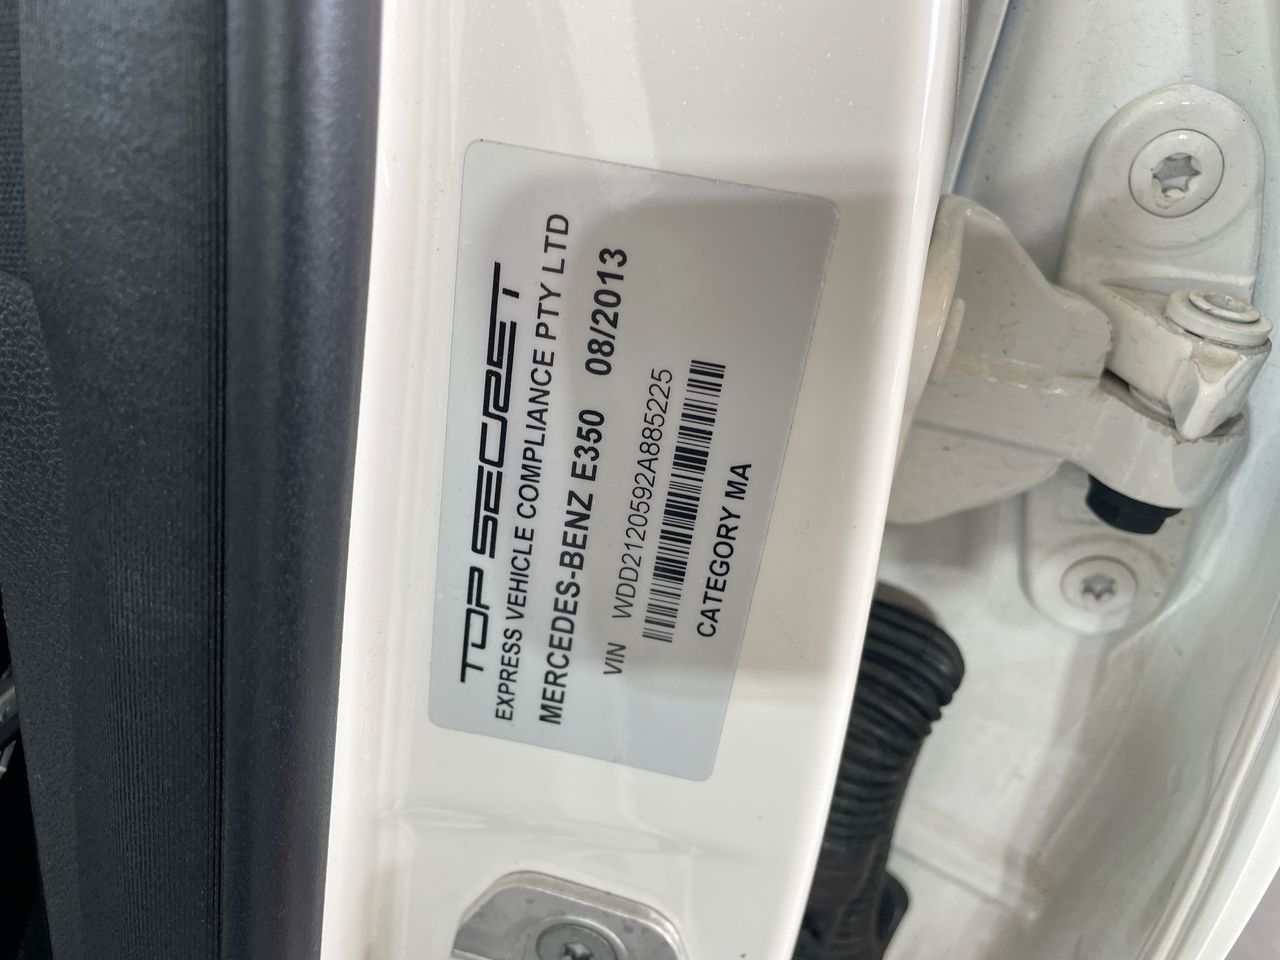 TOP SECRET
EXPRESS VEHICLE COMPLIANCE PTY LTD
MERCEDES-BENZ E350 08/2013
VIN WDD2120592A885225
CATEGORY MA